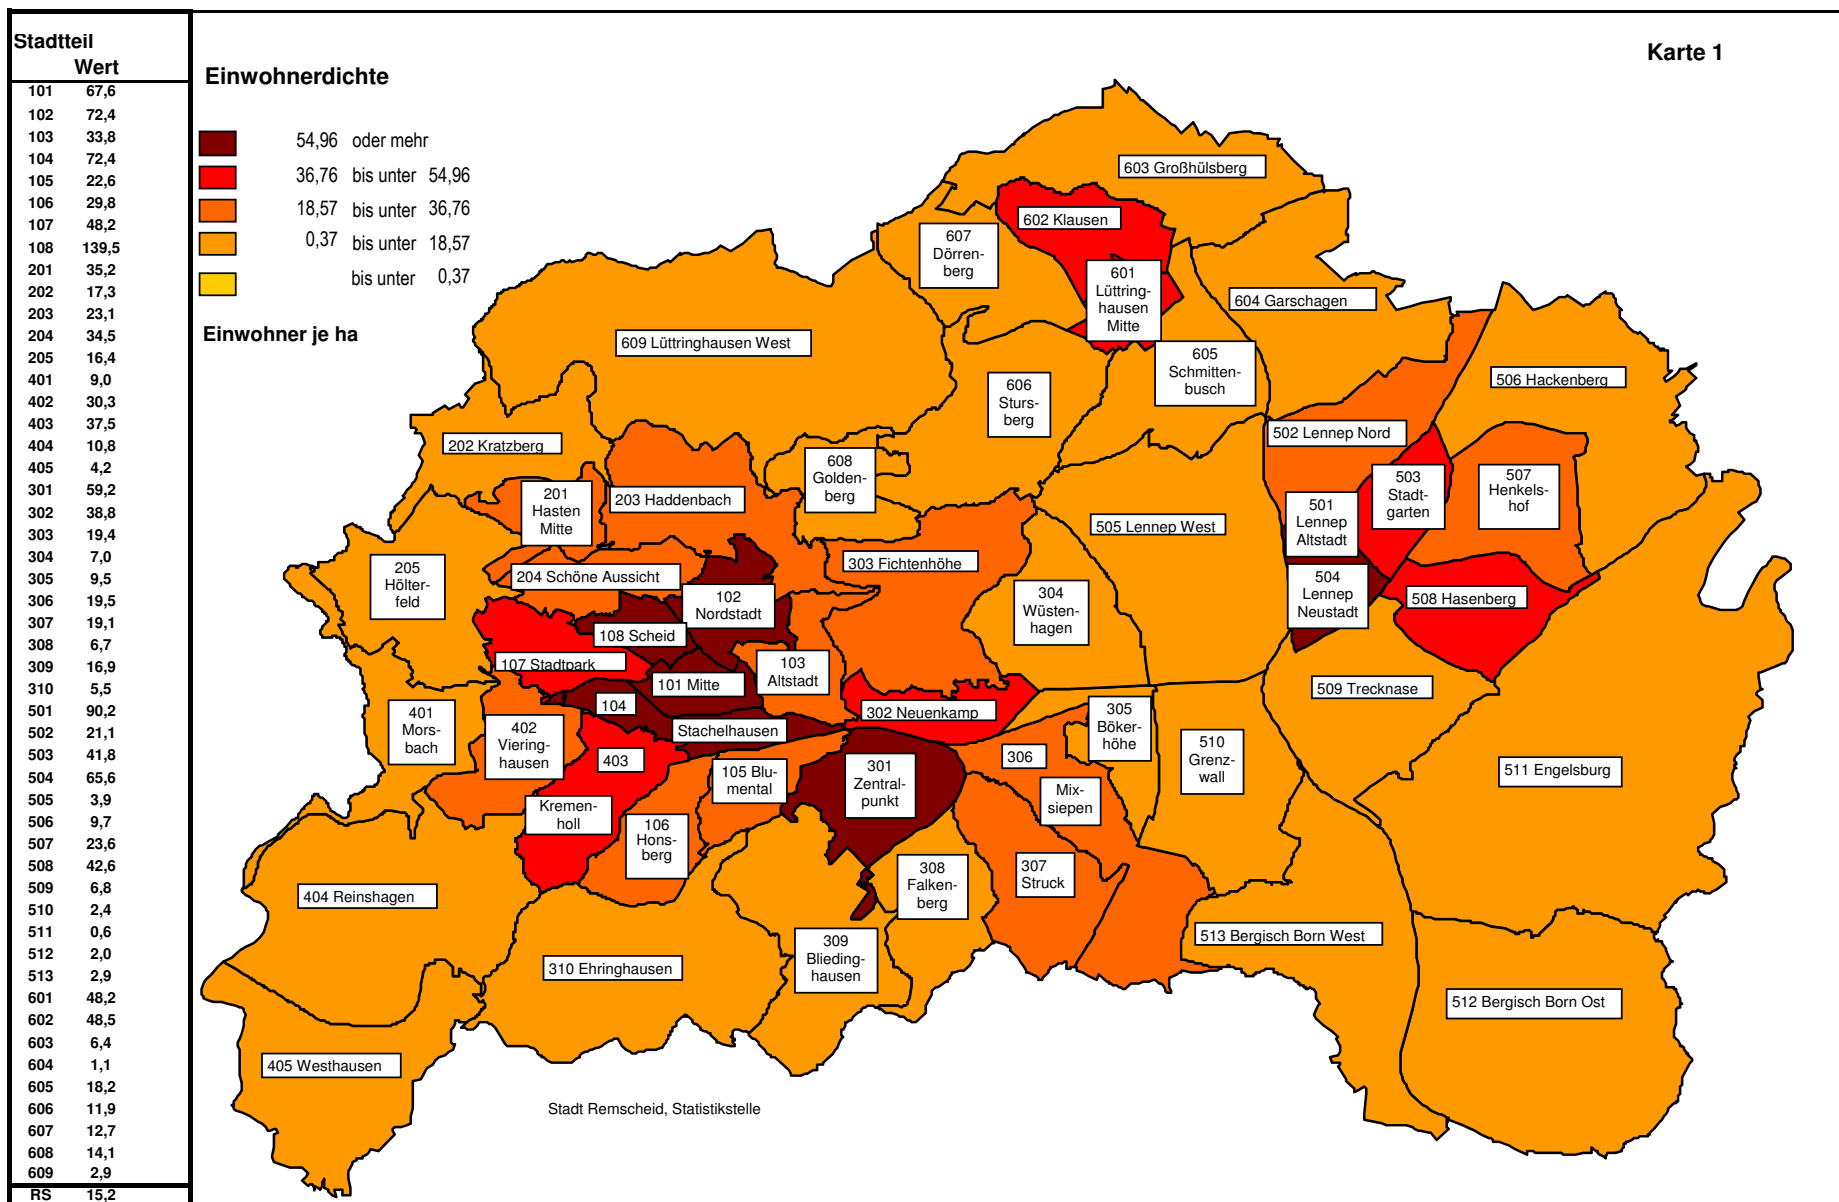 Stadtteil
Wert
101 67,6
102 72,4
103 33,8
104 72,4
105 22,6
106 29,8
107 48,2
108 139,5
201 35,2
202 17,3
203 23,1
204 34,5
205 16,4
401 9,0
402 30,3
403 37,5
404 10,8
405 4,2
301 59,2
302 38,8
303 19,4
304 7,0
305 9,5
306 19,5
307 19,1
308 6,7
309 16,9
310 5,5
501 90,2
502 21,1
503 41,8
504 65,6
505 3,9
506 9,7
507 23,6
508 42,6
509 6,8
510 2,4
511 0,6
512 2,0
513 2,9
601 48,2
602 48,5
603 6,4
604 1,1
605 18,2
606 11,9
607 12,7
608 14,1
609 2,9
RS 15,2
Karte 1
Einwohnerdichte
54,96 oder mehr
36,76 bis unter 54,96
18,57 bis unter 36,76
0,37 bis unter 18,57
bis unter 0,37
Einwohner je ha
603 Großhülsberg
602 Klausen
607
Dörren-
berg
601
Lüttring-
hausen
Mitte
604 Garschagen
609 Lüttringhausen West
605
Schmitten-
busch
606
Sturs-
berg
506 Hackenberg
202 Kratzberg
502 Lennep Nord
608
Golden-
berg
503
Stadt-
garten
507
Henkels-
hof
201
Hasten
Mitte
203 Haddenbach
501
Lennep
Altstadt
505 Lennep West
303 Fichtenhöhe
205
Hölter-
feld
204 Schöne Aussicht
102
Nordstadt
304
Wüsten-
hagen
504
Lennep
Neustadt
508 Hasenberg
108 Scheid
107 Stadtpark
103
Altstadt
101 Mitte
509 Trecknase
104
Stachelhausen
302 Neuenkamp
305
Böker-
höhe
401
Mors-
bach
402
Viering-
hausen
403
Kremen-
holl
105 Blu-
mental
301
Zentral-
punkt
306
Mix-
siepen
510
Grenz-
wall
511 Engelsburg
106
Hons-
berg
307
Struck
308
Falken-
berg
404 Reinshagen
309
Blieding-
hausen
513 Bergisch Born West
310 Ehringhausen
512 Bergisch Born Ost
405 Westhausen
Stadt Remscheid, Statistikstelle